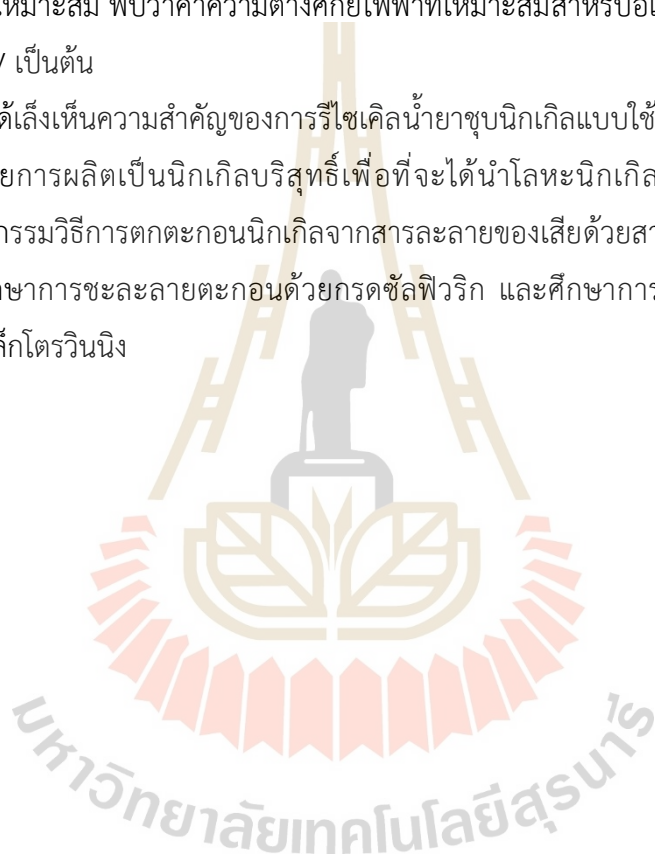 เหมาะสม พบว่าค่าความต่างศักย์ไฟฟ้าที่เหมาะสมสำหรับอิเ
/ เป็นต้น
ด้เล็งเห็นความสำคัญของการรีไซเคิลน้ำยาชุบนิกเกิลแบบใช้
ยการผลิตเป็นนิกเกิลบริสุทธิ์เพื่อที่จะได้นำโลหะนิกเกิล
กรรมวิธีการตกตะกอนนิกเกิลจากสารละลายของเสียด้วยสา
ษาการชะละลายตะกอนด้วยกรดซัลฟิวริก และศึกษาการ
ล็กโตรวินนิง
มหาวิทยาลัยเทคโนโลยีสุรนารี